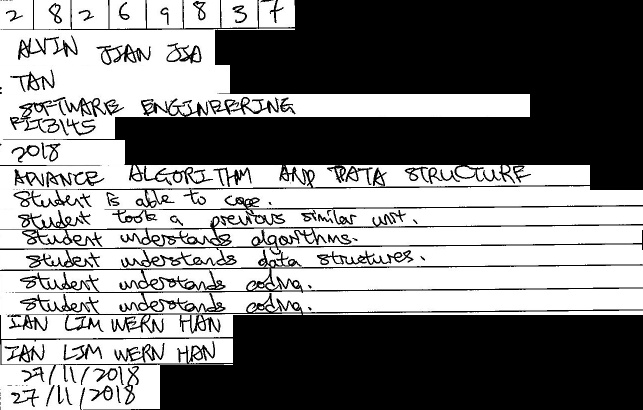 2 8 2 6 9 8 3 7
ALVIN JIAN JIA
TAN
SOFTWARE ENGINEERING
FIT3145
2018
ADVANCE ALGORITHM AND DATA STRUCTURE
Student is able to cope.
Student took a previous similar unit.
Student understands algorithms.
Student understands data structures.
Student understands coding.
Student understands coding.
IAN LIM WERN HAN
IAN LIM WERN HAN
27/11/2018
27/11/2018